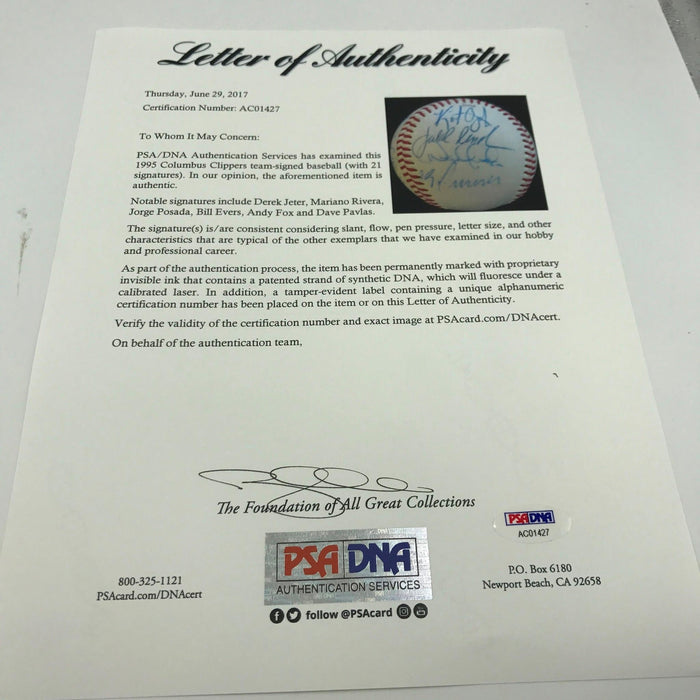 Letter of Authenticity
Thursday, June 29, 2017
Certification Number: AC01427
To Whom It May Concern:
PSA/DNA Authentication Services has examined this
1995 Columbus Clippers team-signed baseball (with 21
signatures). In our opinion, the aforementioned item is
authentic.
Notable signatures include Derek Jeter, Mariano Rivera,
Jorge Posada, Bill Evers, Andy Fox and Dave Pavlas.
The signature(s) is/are consistent considering slant, flow, pen pressure, letter size, and other
characteristics that are typical of the other exemplars that we have examined in our hobby
and professional career.
As part of the authentication process, the item has been permanently marked with proprietary
invisible ink that contains a patented strand of synthetic DNA, which will fluoresce under a
calibrated laser. In addition, a tamper-evident label containing a unique alphanumeric
certification number has been placed on the item or on this Letter of Authenticity.
Verify the validity of the certification number and exact image at PSAcard.com/DNAcert.
On behalf of the authentication team,
The Foundation of All Great Collections
PSA DNA
AC01427
PSA DNA
AUTHENTICATION SERVICES
800-325-1121
PSAcard.com/DNAcert
P.O. Box 6180
Newport Beach, CA 92658
follow @PSAcard